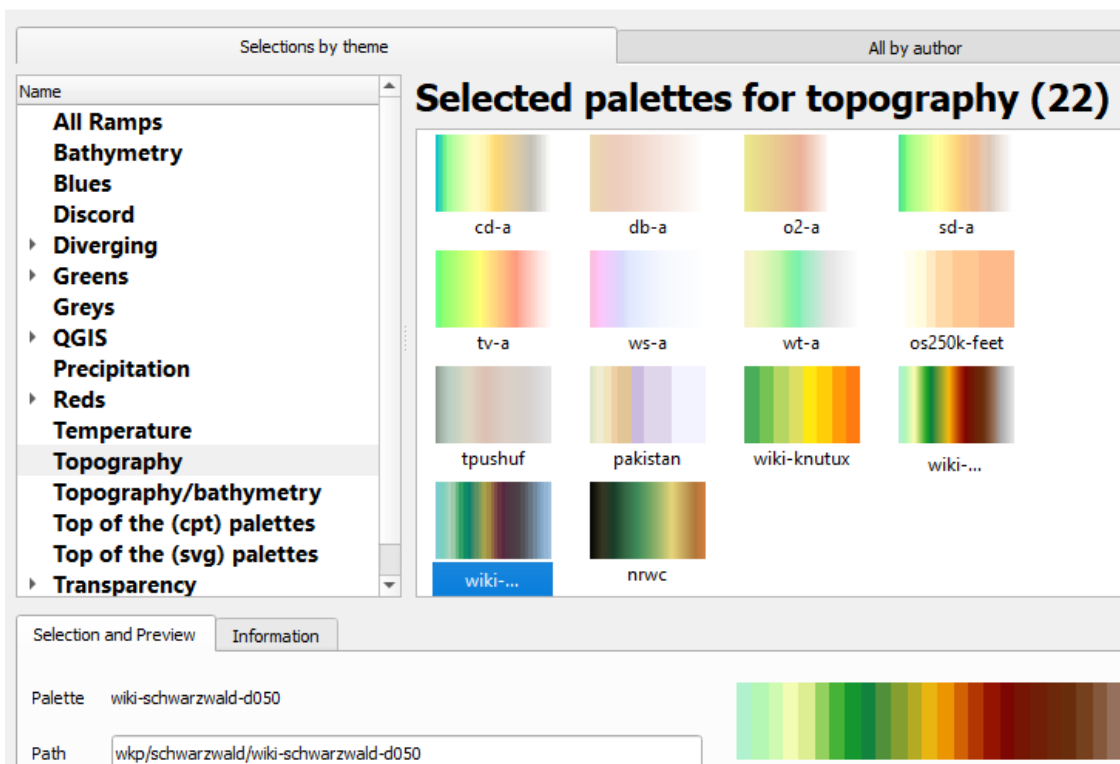 Selections by theme
All by author
Name
All Ramps
Bathymetry
Blues
Discord
Diverging
Greens
Greys
QGIS
Precipitation
Reds
Temperature
Topography
Topography/bathymetry
Top of the (cpt) palettes
Top of the (svg) palettes
Transparency
Selected palettes for topography (22)
cd-a db-a o2-a sd-a
tv-a ws-a wt-a os250k-feet
tpushuf pakistan wiki-knutux wiki-...
wiki-... nrwc
Selection and Preview
Information
Palette wiki-schwarzwald-d050
Path wkp/schwarzwald/wiki-schwarzwald-d050